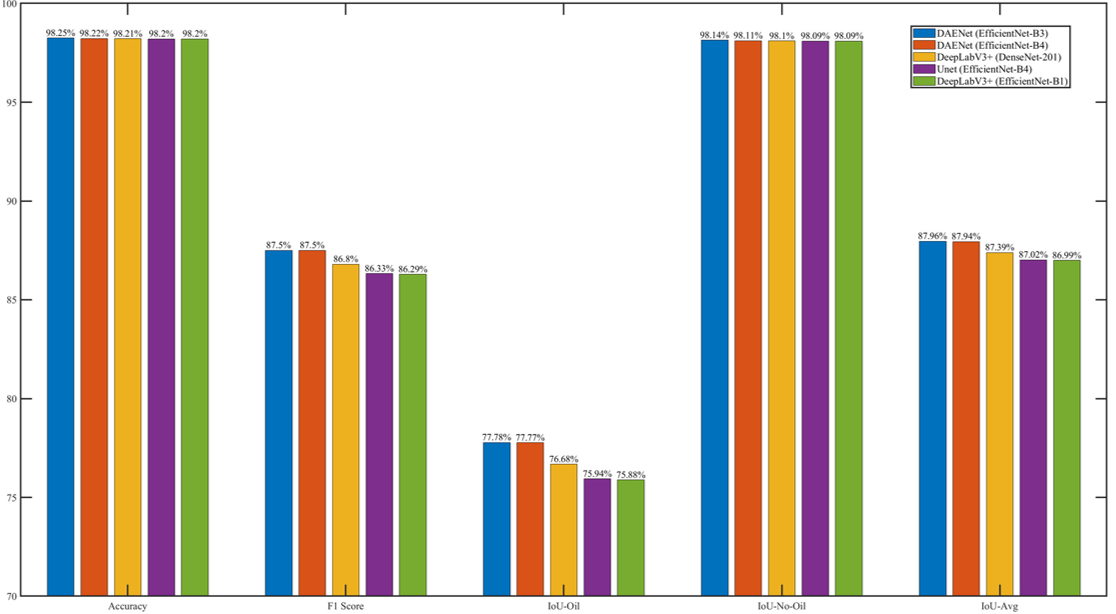 100
95
90
85
80
75
70
98.25% 98.22% 98.21% 98.2% 98.2%
87.5% 87.5% 86.8% 86.33% 86.29%
77.78% 77.77% 76.68% 75.94% 75.88%
98.14% 98.11% 98.1% 98.09% 98.09%
87.96% 87.94% 87.39% 87.02% 86.99%
DAENet (EfficientNet-B3)
DAENet (EfficientNet-B4)
DeepLabV3+ (DenseNet-201)
Unet (EfficientNet-B4)
DeepLabV3+ (EfficientNet-B1)
Accuracy F1 Score IoU-Oil IoU-No-Oil IoU-Avg